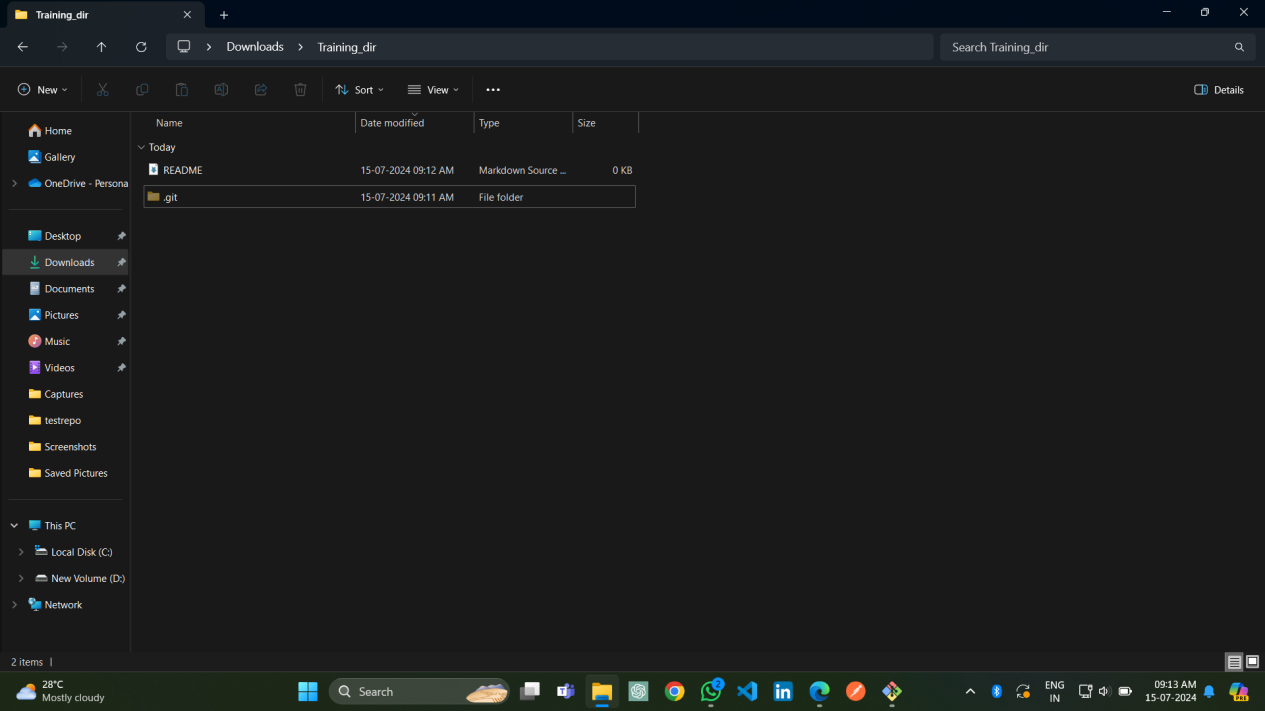 Training_dir
Downloads Training_dir
Search Training_dir
New
Sort
View
Details
Name Date modified Type Size
Today
README 15-07-2024 09:12 AM Markdown Source ... 0 KB
.git 15-07-2024 09:11 AM File folder
Home
Gallery
OneDrive - Persona
Desktop
Downloads
Documents
Pictures
Music
Videos
Captures
testrepo
Screenshots
Saved Pictures
This PC
Local Disk (C:)
New Volume (D:)
Network
2 items
28°C
Mostly cloudy
Search
2
ENG
IN
09:13 AM
15-07-2024
PRE